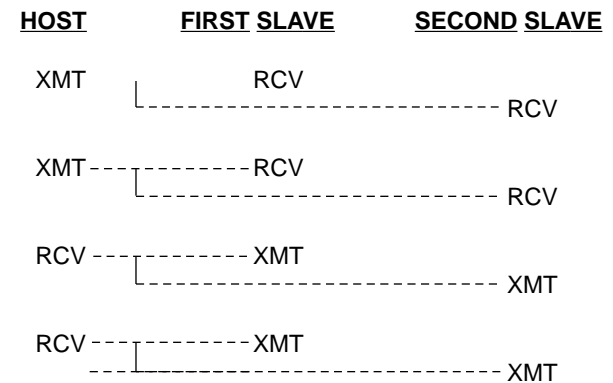 HOST FIRST SLAVE SECOND SLAVE
XMT RCV
RCV
XMT RCV
RCV
RCV XMT
XMT
RCV XMT
XMT